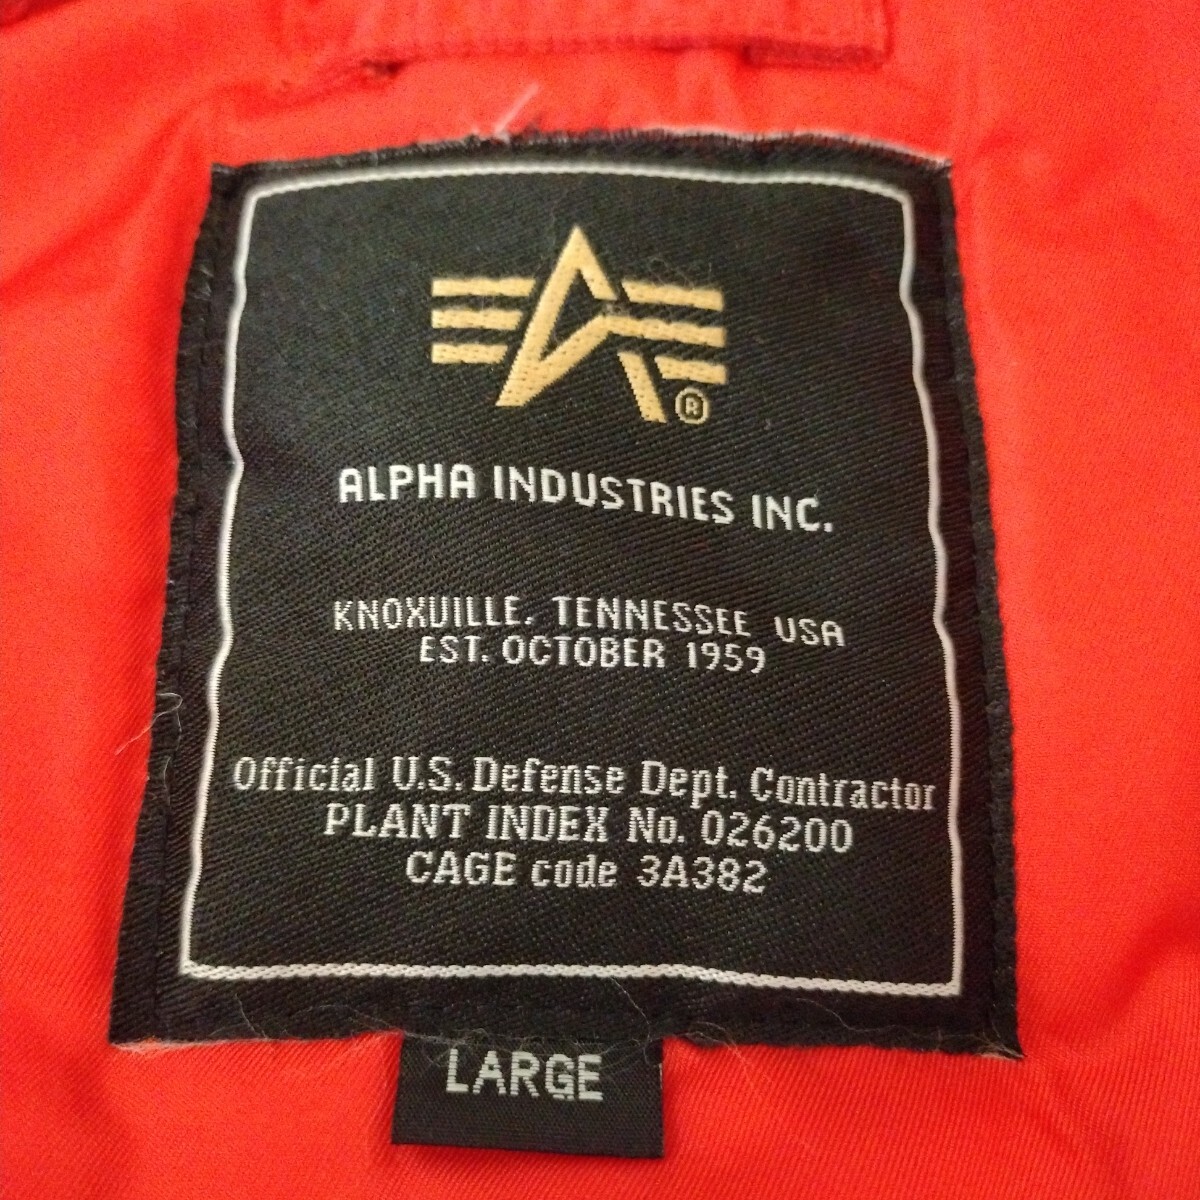 ®
ALPHA INDUSTRIES INC.
KNOXVILLE, TENNESSEE USA
EST. OCTOBER 1959
Official U.S. Defense Dept. Contractor
PLANT INDEX No. 026200
CAGE code 3A382
LARGE